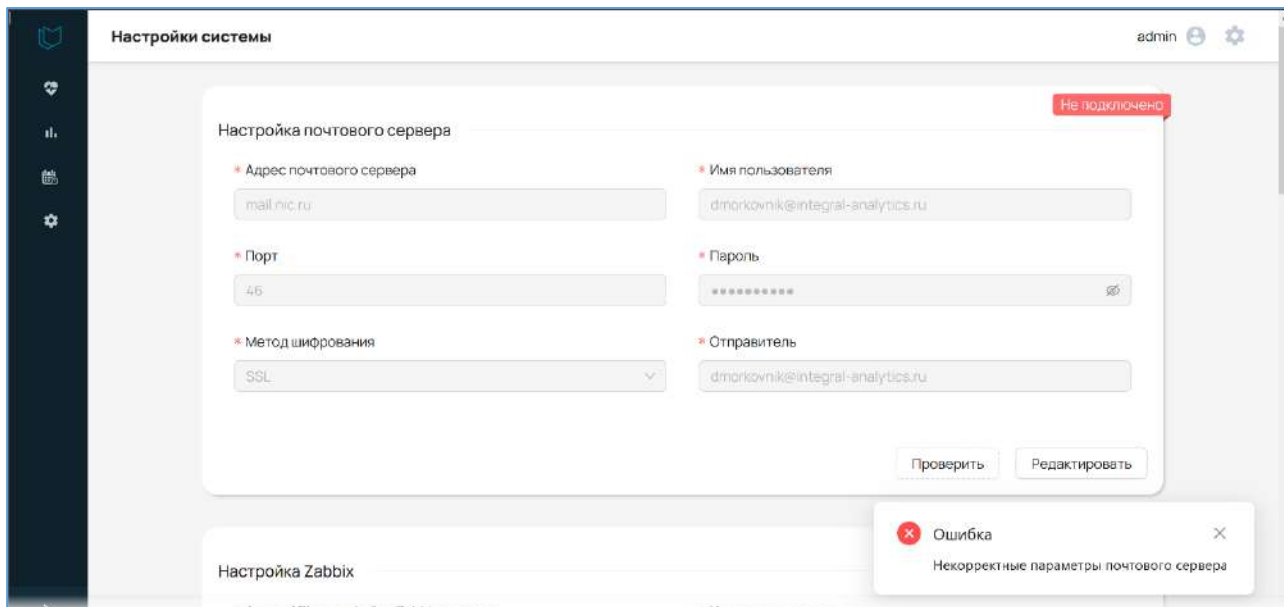 Настройки системы
admin
Не подключено
Настройка почтового сервера
* Адрес почтового сервера
* Имя пользователя
mail.nic.ru
dmorkovnik@integral-analytics.ru
* Порт
* Пароль
46
••••••••••
* Метод шифрования
* Отправитель
SSL
dmorkovnik@integral-analytics.ru
Проверить
Редактировать
Ошибка
Некорректные параметры почтового сервера
Настройка Zabbix